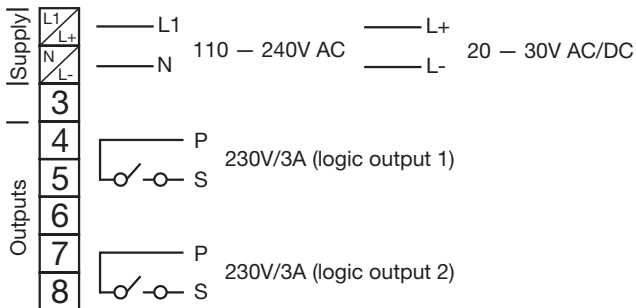 Supply
L1
L+
N
L-
3
4
5
6
7
8
Outputs
L1
N
110 — 240V AC
L+
L-
20 — 30V AC/DC
P
S
230V/3A (logic output 1)
P
S
230V/3A (logic output 2)